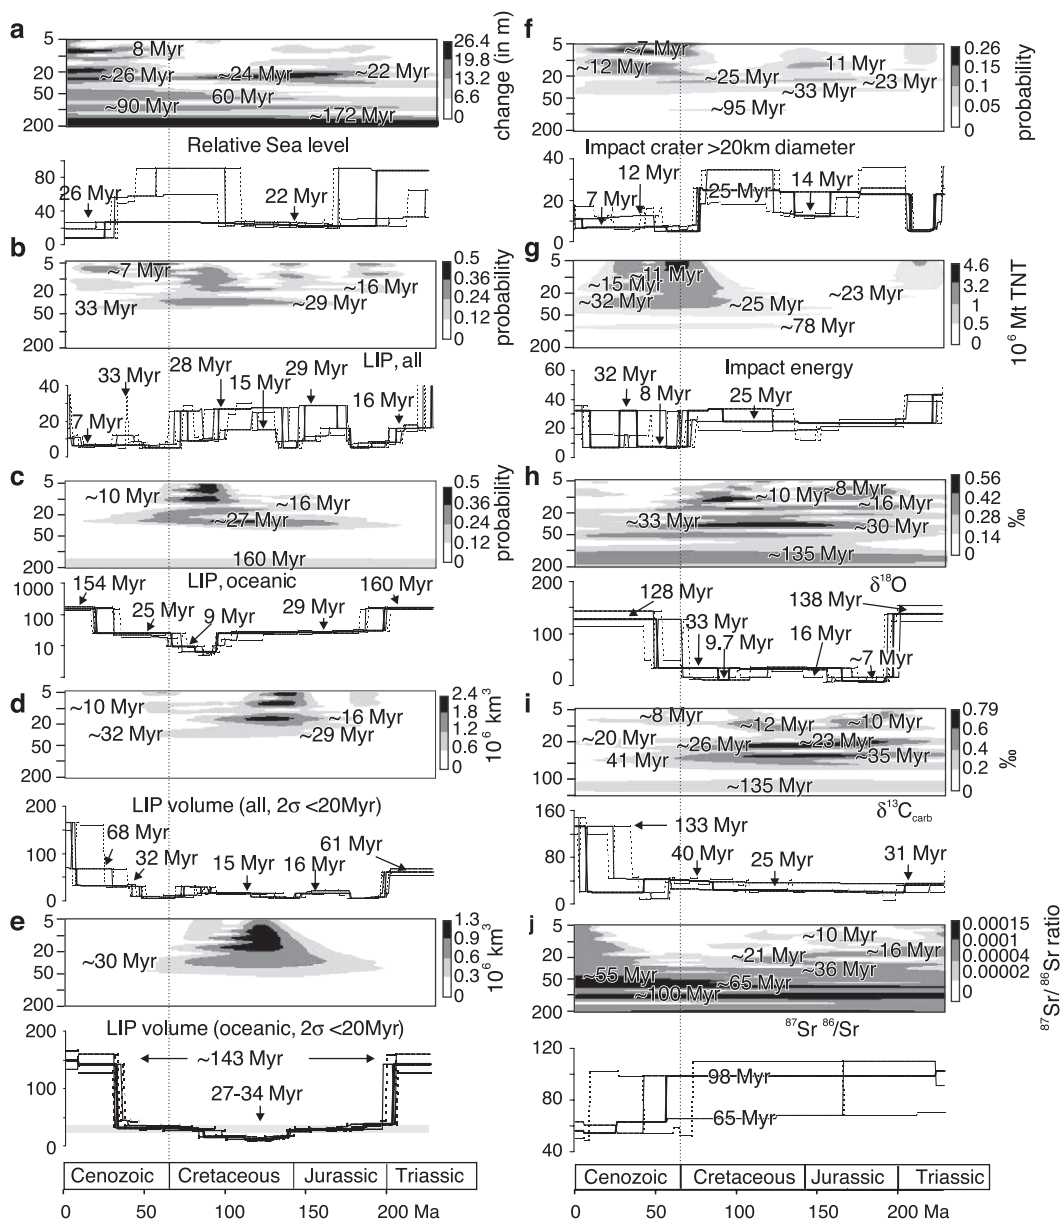 a
5
20
50
200
8 Myr
~26 Myr
~24 Myr
~22 Myr
60 Myr
~90 Myr
~172 Myr
26.4
19.8
13.2
6.6
0
change (in m)
Relative Sea level
80
40
20
0
26 Myr
22 Myr
b
5
20
50
200
~7 Myr
~16 Myr
33 Myr
~29 Myr
0.5
0.36
0.24
0.12
0
probability
LIP, all
40
20
0
33 Myr
28 Myr
15 Myr
29 Myr
7 Myr
16 Myr
c
5
20
50
200
~10 Myr
~16 Myr
~27 Myr
160 Myr
0.5
0.36
0.24
0.12
0
probability
LIP, oceanic
1000
100
10
154 Myr
25 Myr
9 Myr
29 Myr
160 Myr
d
5
20
50
200
~10 Myr
~16 Myr
~32 Myr
~29 Myr
2.4
1.8
1.2
0.6
0
10⁶ km³
LIP volume (all, 2σ <20Myr)
200
100
0
68 Myr
32 Myr
15 Myr
16 Myr
61 Myr
e
5
20
50
200
~30 Myr
1.3
0.9
0.6
0.3
0
10⁶ km³
LIP volume (oceanic, 2σ <20Myr)
200
100
0
~143 Myr
27-34 Myr
Cenozoic Cretaceous Jurassic Triassic
0 50 100 150 200 Ma
f
5
20
50
200
~7 Myr
~12 Myr
11 Myr
~25 Myr
~23 Myr
~33 Myr
~95 Myr
0.26
0.15
0.1
0.05
0
probability
Impact crater >20km diameter
40
20
0
12 Myr
7 Myr
25 Myr
14 Myr
g
5
20
50
200
~11 Myr
~15 Myr
~32 Myr
~25 Myr
~23 Myr
~78 Myr
4.6
3.2
1
0.5
0
10⁶ Mt TNT
Impact energy
60
40
20
0
32 Myr
8 Myr
25 Myr
h
5
20
50
200
~10 Myr
~8 Myr
~16 Myr
~33 Myr
~30 Myr
~135 Myr
0.56
0.42
0.28
0.14
0
‰
δ¹⁸O
200
100
0
128 Myr
138 Myr
33 Myr
9.7 Myr
16 Myr
~7 Myr
i
5
20
50
100
200
~8 Myr
~12 Myr
~10 Myr
~20 Myr
~26 Myr
~23 Myr
41 Myr
~35 Myr
~135 Myr
0.79
0.6
0.4
0.2
0
‰
δ¹³C carb
160
80
0
133 Myr
40 Myr
25 Myr
31 Myr
j
5
20
50
200
~10 Myr
~16 Myr
~21 Myr
~36 Myr
~55 Myr
~65 Myr
~100 Myr
0.00015
0.0001
0.00004
0.00002
0
⁸⁷Sr/ ⁸⁶Sr ratio
⁸⁷Sr ⁸⁶/Sr
120
80
60
40
98 Myr
65 Myr
Cenozoic Cretaceous Jurassic Triassic
0 50 100 150 200 Ma